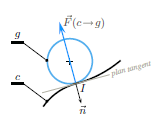 F⃗(c→g)
g
plan tangent
c
I
n⃗